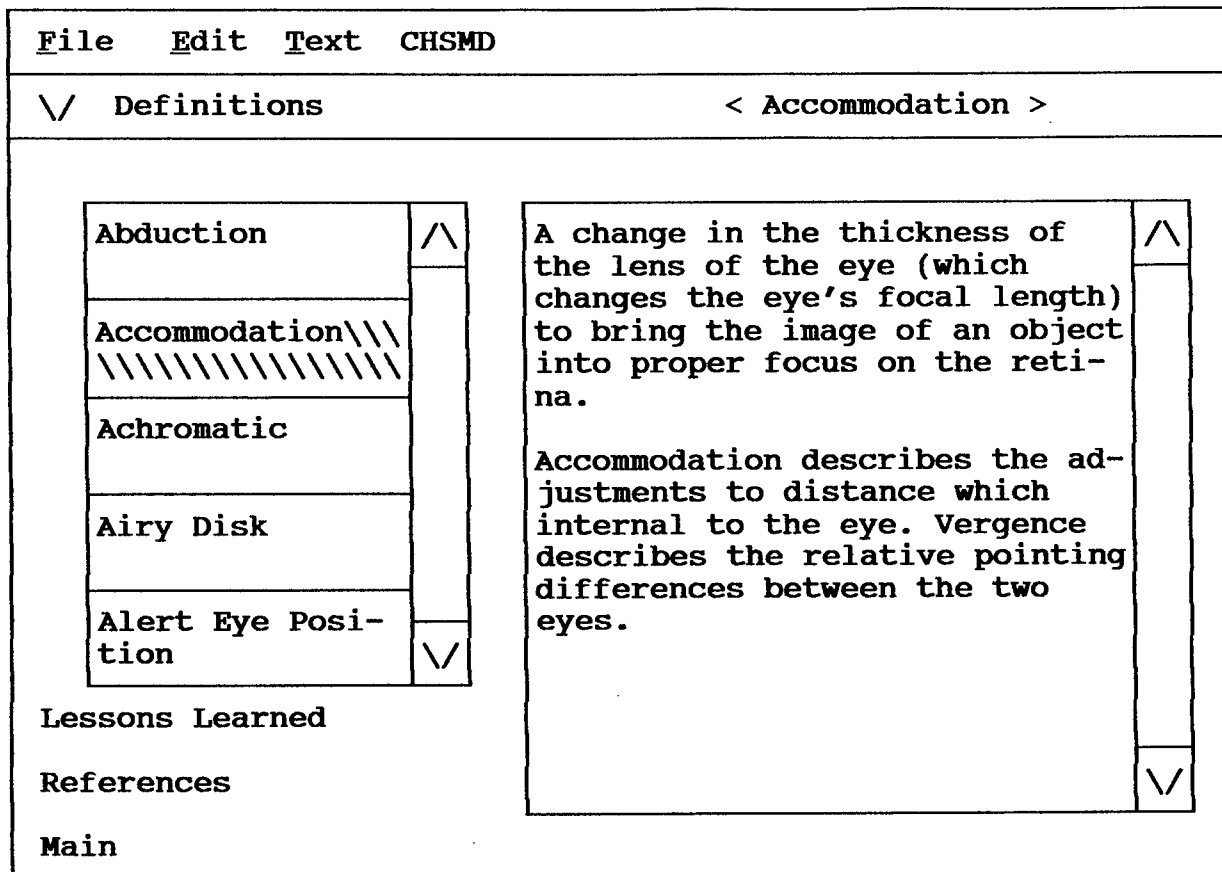 File Edit Text CHSMD
\/ Definitions < Accommodation >
Abduction
/\
Accommodation\\\
\\\\\\\\\\\\\\\\
Achromatic
Airy Disk
Alert Eye Posi-
tion
\/
A change in the thickness of
the lens of the eye (which
changes the eye's focal length)
to bring the image of an object
into proper focus on the reti-
na.
Accommodation describes the ad-
justments to distance which
internal to the eye. Vergence
describes the relative pointing
differences between the two
eyes.
/\
\/
Lessons Learned
References
Main